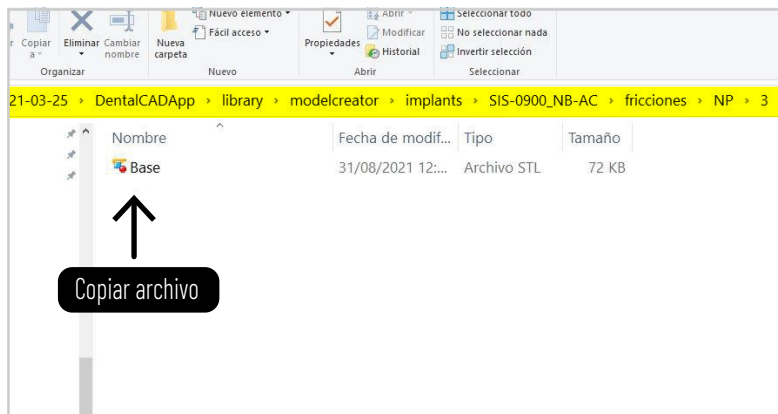 Nuevo elemento
Abrir
Seleccionar todo
Copiar
a
Eliminar
Cambiar
nombre
Nueva
carpeta
Fácil acceso
Propiedades
Modificar
Historial
No seleccionar nada
Invertir selección
Organizar
Nuevo
Abrir
Seleccionar
21-03-25 › DentalCADApp › library › modelcreator › implants › SIS-0900_NB-AC › fricciones › NP › 3
Nombre Fecha de modif... Tipo Tamaño
Base 31/08/2021 12:... Archivo STL 72 KB
Copiar archivo